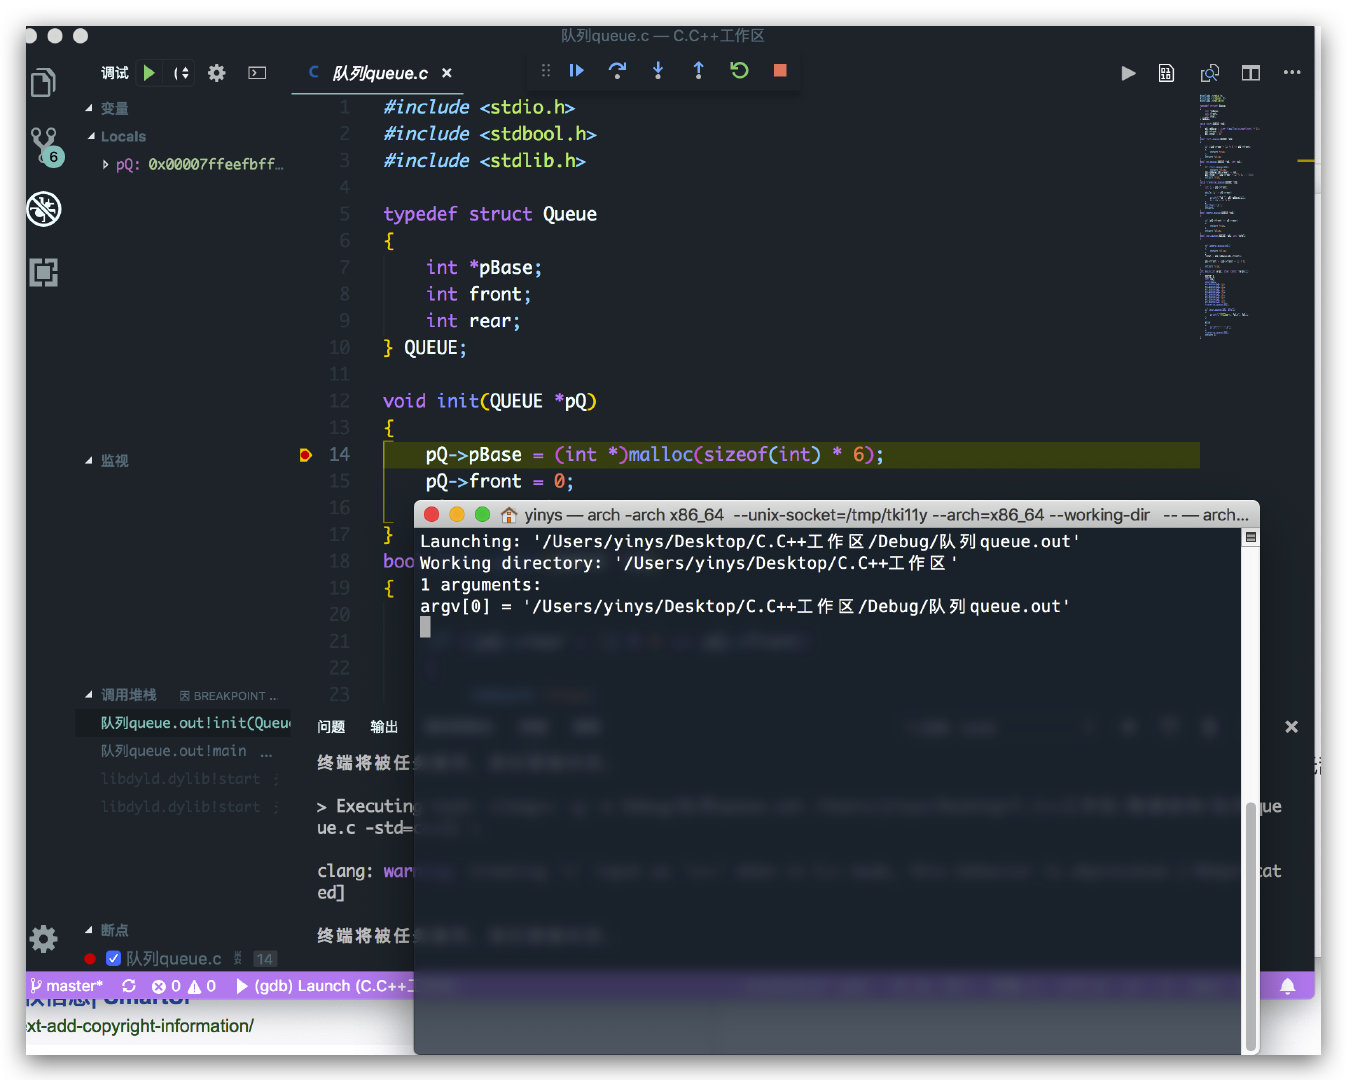 队列queue.c — C.C++工作区
调试
队列queue.c
变量
Locals
pQ: 0x00007ffeefbff...
6
监视
调用堆栈 因 BREAKPOINT ...
队列queue.out!init(Queue
队列queue.out!main ...
libdyld.dylib!start
libdyld.dylib!start
断点
队列queue.c 14
1 #include <stdio.h>
2 #include <stdbool.h>
3 #include <stdlib.h>
4
5 typedef struct Queue
6 {
7 int *pBase;
8 int front;
9 int rear;
10 } QUEUE;
11
12 void init(QUEUE *pQ)
13 {
14 pQ->pBase = (int *)malloc(sizeof(int) * 6);
15 pQ->front = 0;
16
17 }
18 boo
19 {
20
21
22
23
yinys — arch -arch x86_64 --unix-socket=/tmp/tki11y --arch=x86_64 --working-dir -- — arch...
Launching: '/Users/yinys/Desktop/C.C++工作区/Debug/队列queue.out'
Working directory: '/Users/yinys/Desktop/C.C++工作区'
1 arguments:
argv[0] = '/Users/yinys/Desktop/C.C++工作区/Debug/队列queue.out'
问题 输出
终端将被任
> Executing que
ue.c -std=
clang: war cat
ed]
终端将被任
master* 0 0 (gdb) Launch (C.C++工
ext-add-copyright-information/